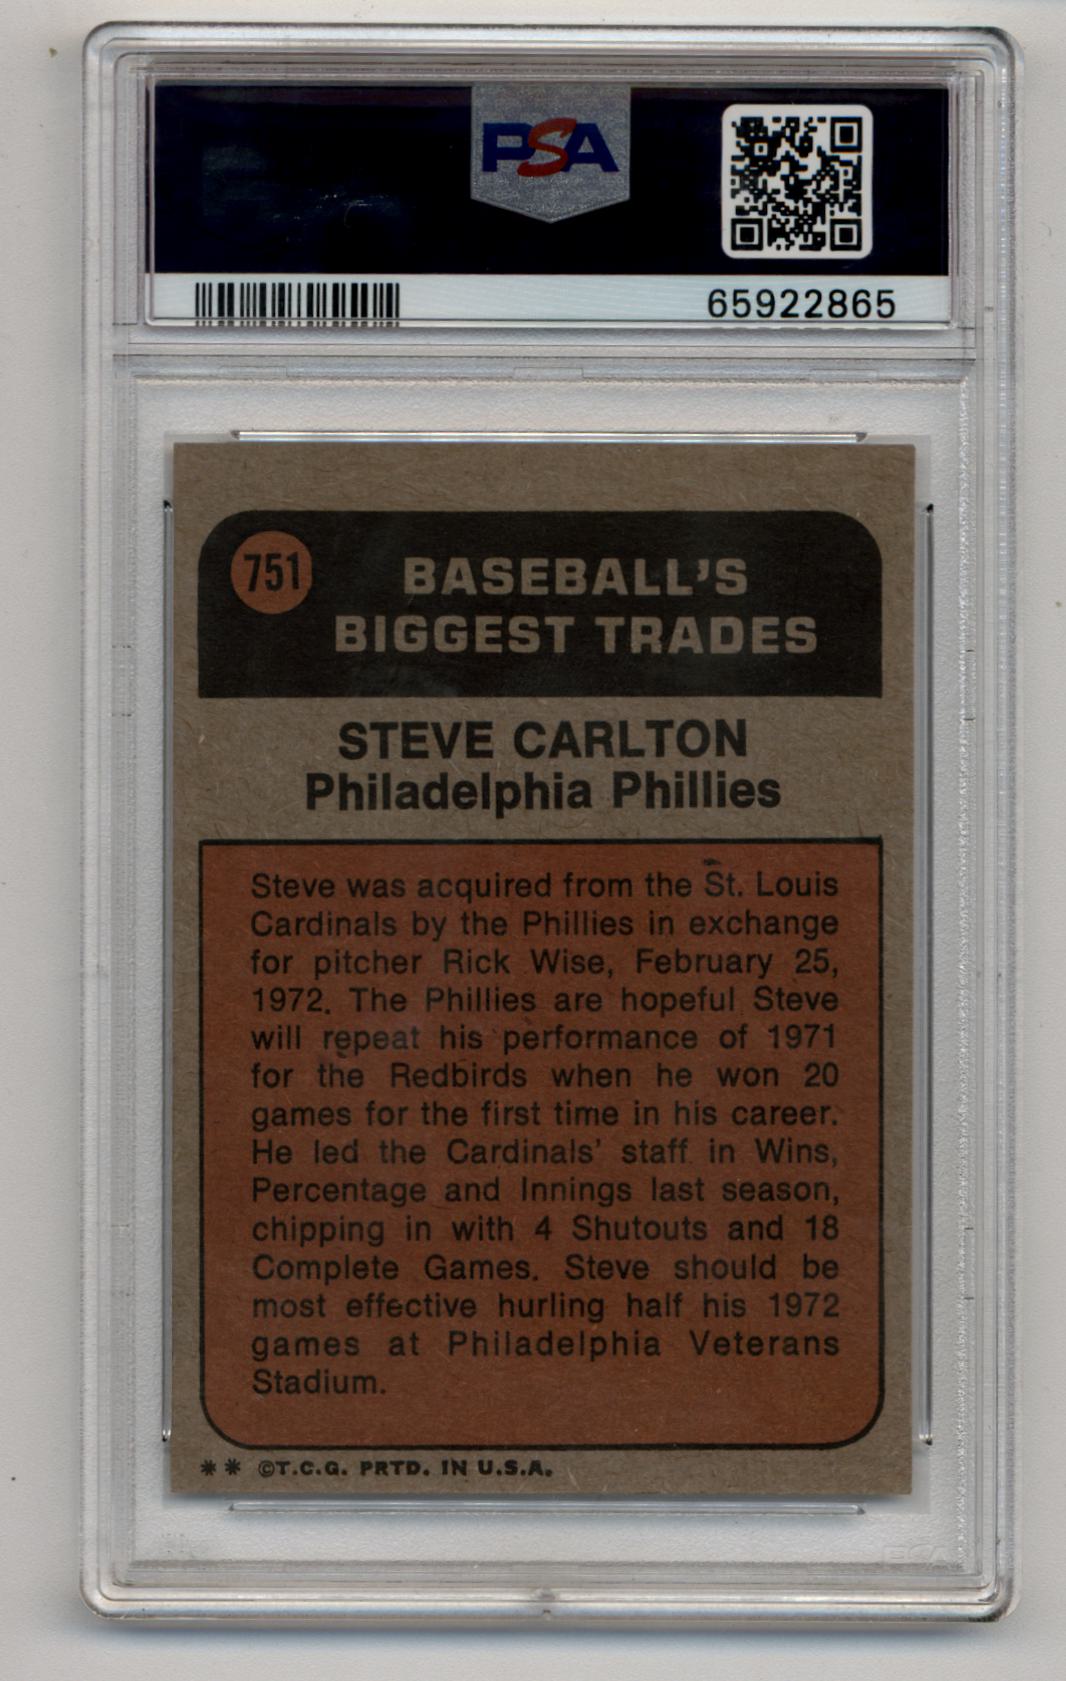 PSA
65922865
751
BASEBALL'S
BIGGEST TRADES
STEVE CARLTON
Philadelphia Phillies
Steve was acquired from the St. Louis
Cardinals by the Phillies in exchange
for pitcher Rick Wise, February 25,
1972. The Phillies are hopeful Steve
will repeat his performance of 1971
for the Redbirds when he won 20
games for the first time in his career.
He led the Cardinals' staff in Wins,
Percentage and Innings last season,
chipping in with 4 Shutouts and 18
Complete Games. Steve should be
most effective hurling half his 1972
games at Philadelphia Veterans
Stadium.
** ©T.C.G. PRTD. IN U.S.A.
PSA